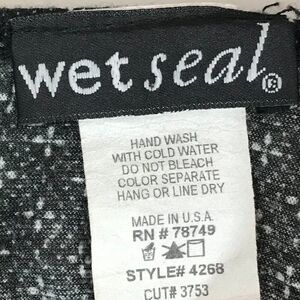 wet seal®
HAND WASH
WITH COLD WATER
DO NOT BLEACH
COLOR SEPARATE
HANG OR LINE DRY
MADE IN U.S.A.
RN # 78749
STYLE# 4268
CUT# 3753